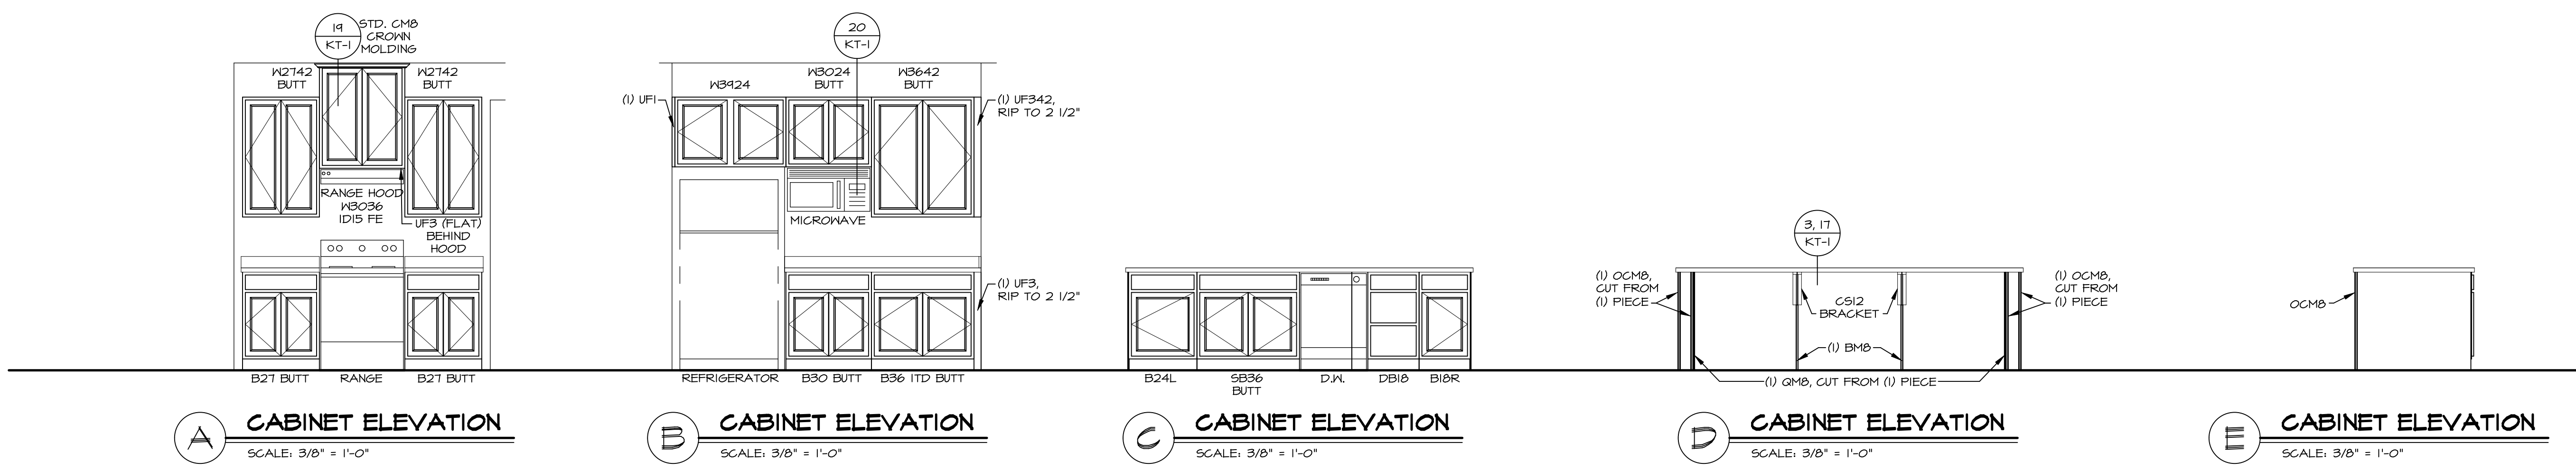 19
KT-1
STD. CM8
CROWN
MOLDING
W2742
BUTT
W2742
BUTT
RANGE HOOD
W3036
1D15 FE
UF3 (FLAT)
BEHIND
HOOD
B27 BUTT
RANGE
B27 BUTT
A
CABINET ELEVATION
SCALE: 3/8" = 1'-0"
20
KT-1
W3924
W3024
BUTT
W3642
BUTT
(1) UF1
(1) UF342,
RIP TO 2 1/2"
MICROWAVE
(1) UF3,
RIP TO 2 1/2"
REFRIGERATOR
B30 BUTT
B36 1TD BUTT
B
CABINET ELEVATION
SCALE: 3/8" = 1'-0"
B24L
SB36
BUTT
D.W.
DB18
B18R
C
CABINET ELEVATION
SCALE: 3/8" = 1'-0"
3, 17
KT-1
(1) OCM8,
CUT FROM
(1) PIECE
CS12
BRACKET
(1) OCM8,
CUT FROM
(1) PIECE
(1) BM8
(1) QM8, CUT FROM (1) PIECE
D
CABINET ELEVATION
SCALE: 3/8" = 1'-0"
OCM8
E
CABINET ELEVATION
SCALE: 3/8" = 1'-0"